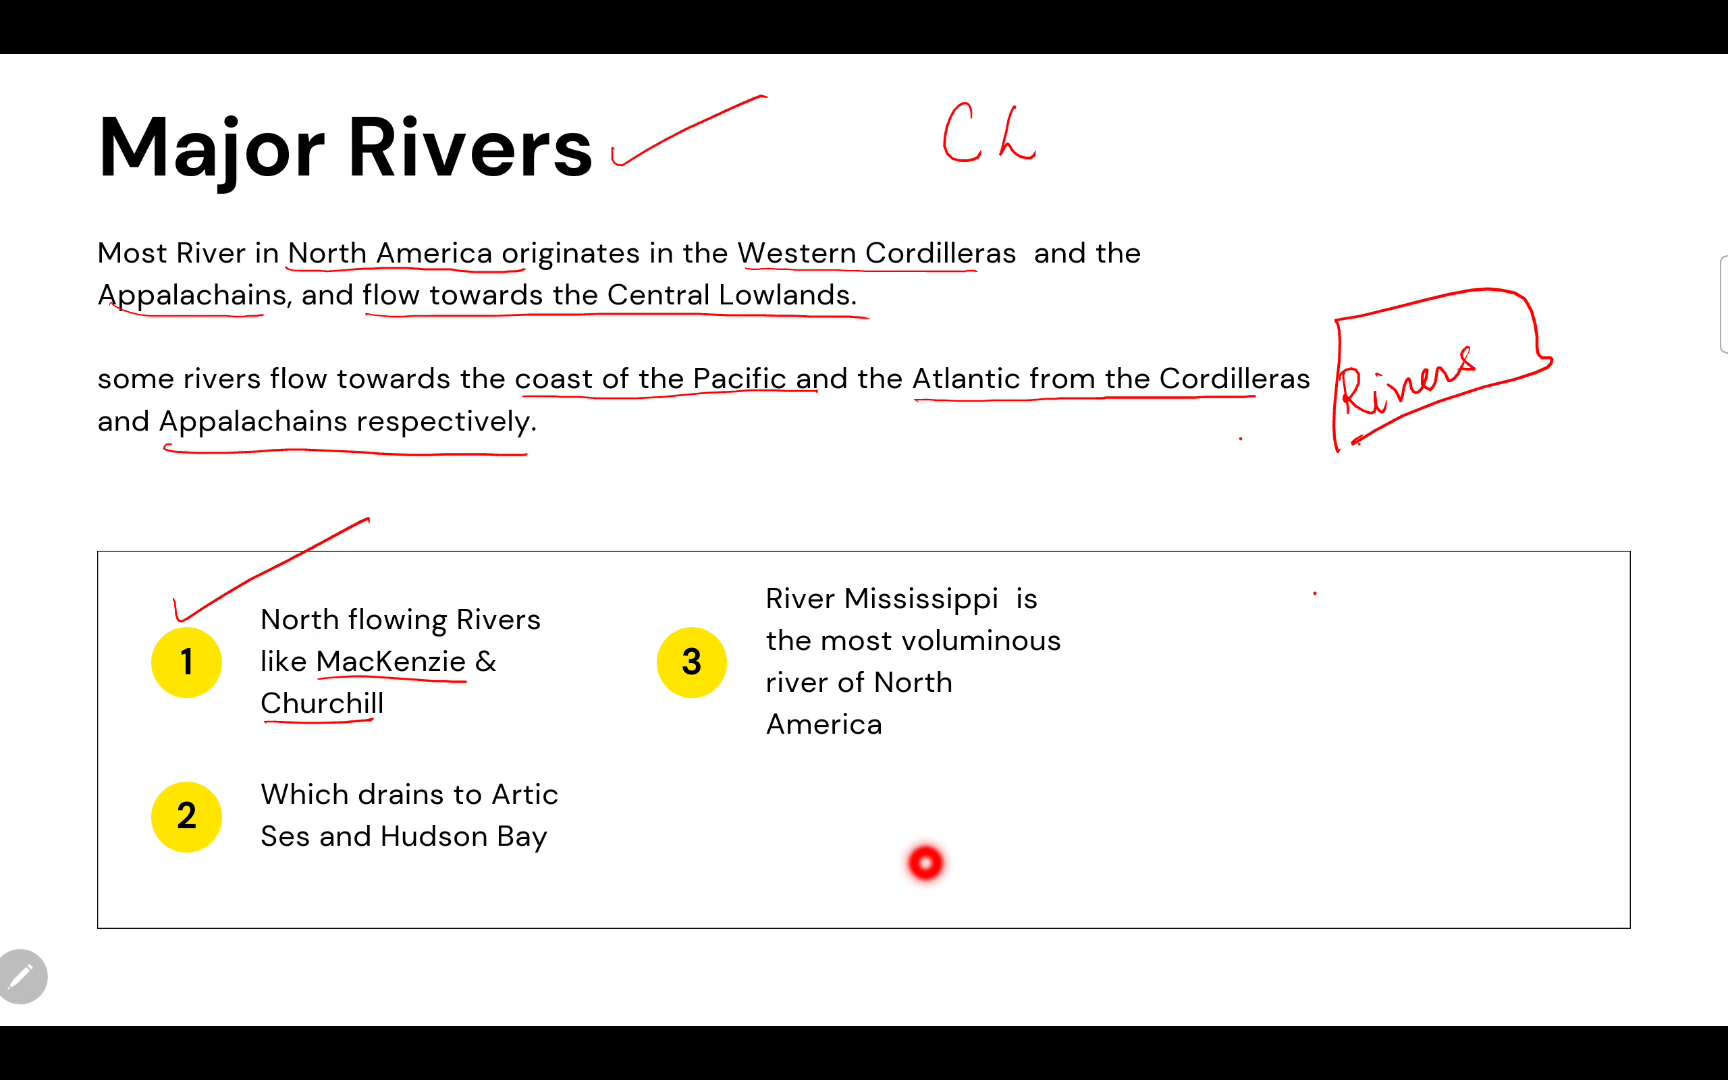 Major Rivers
CL
Most River in North America originates in the Western Cordilleras and the
Appalachains, and flow towards the Central Lowlands.
some rivers flow towards the coast of the Pacific and the Atlantic from the Cordilleras
and Appalachains respectively.
Rivers
1
North flowing Rivers
like MacKenzie &
Churchill
2
Which drains to Artic
Ses and Hudson Bay
3
River Mississippi is
the most voluminous
river of North
America